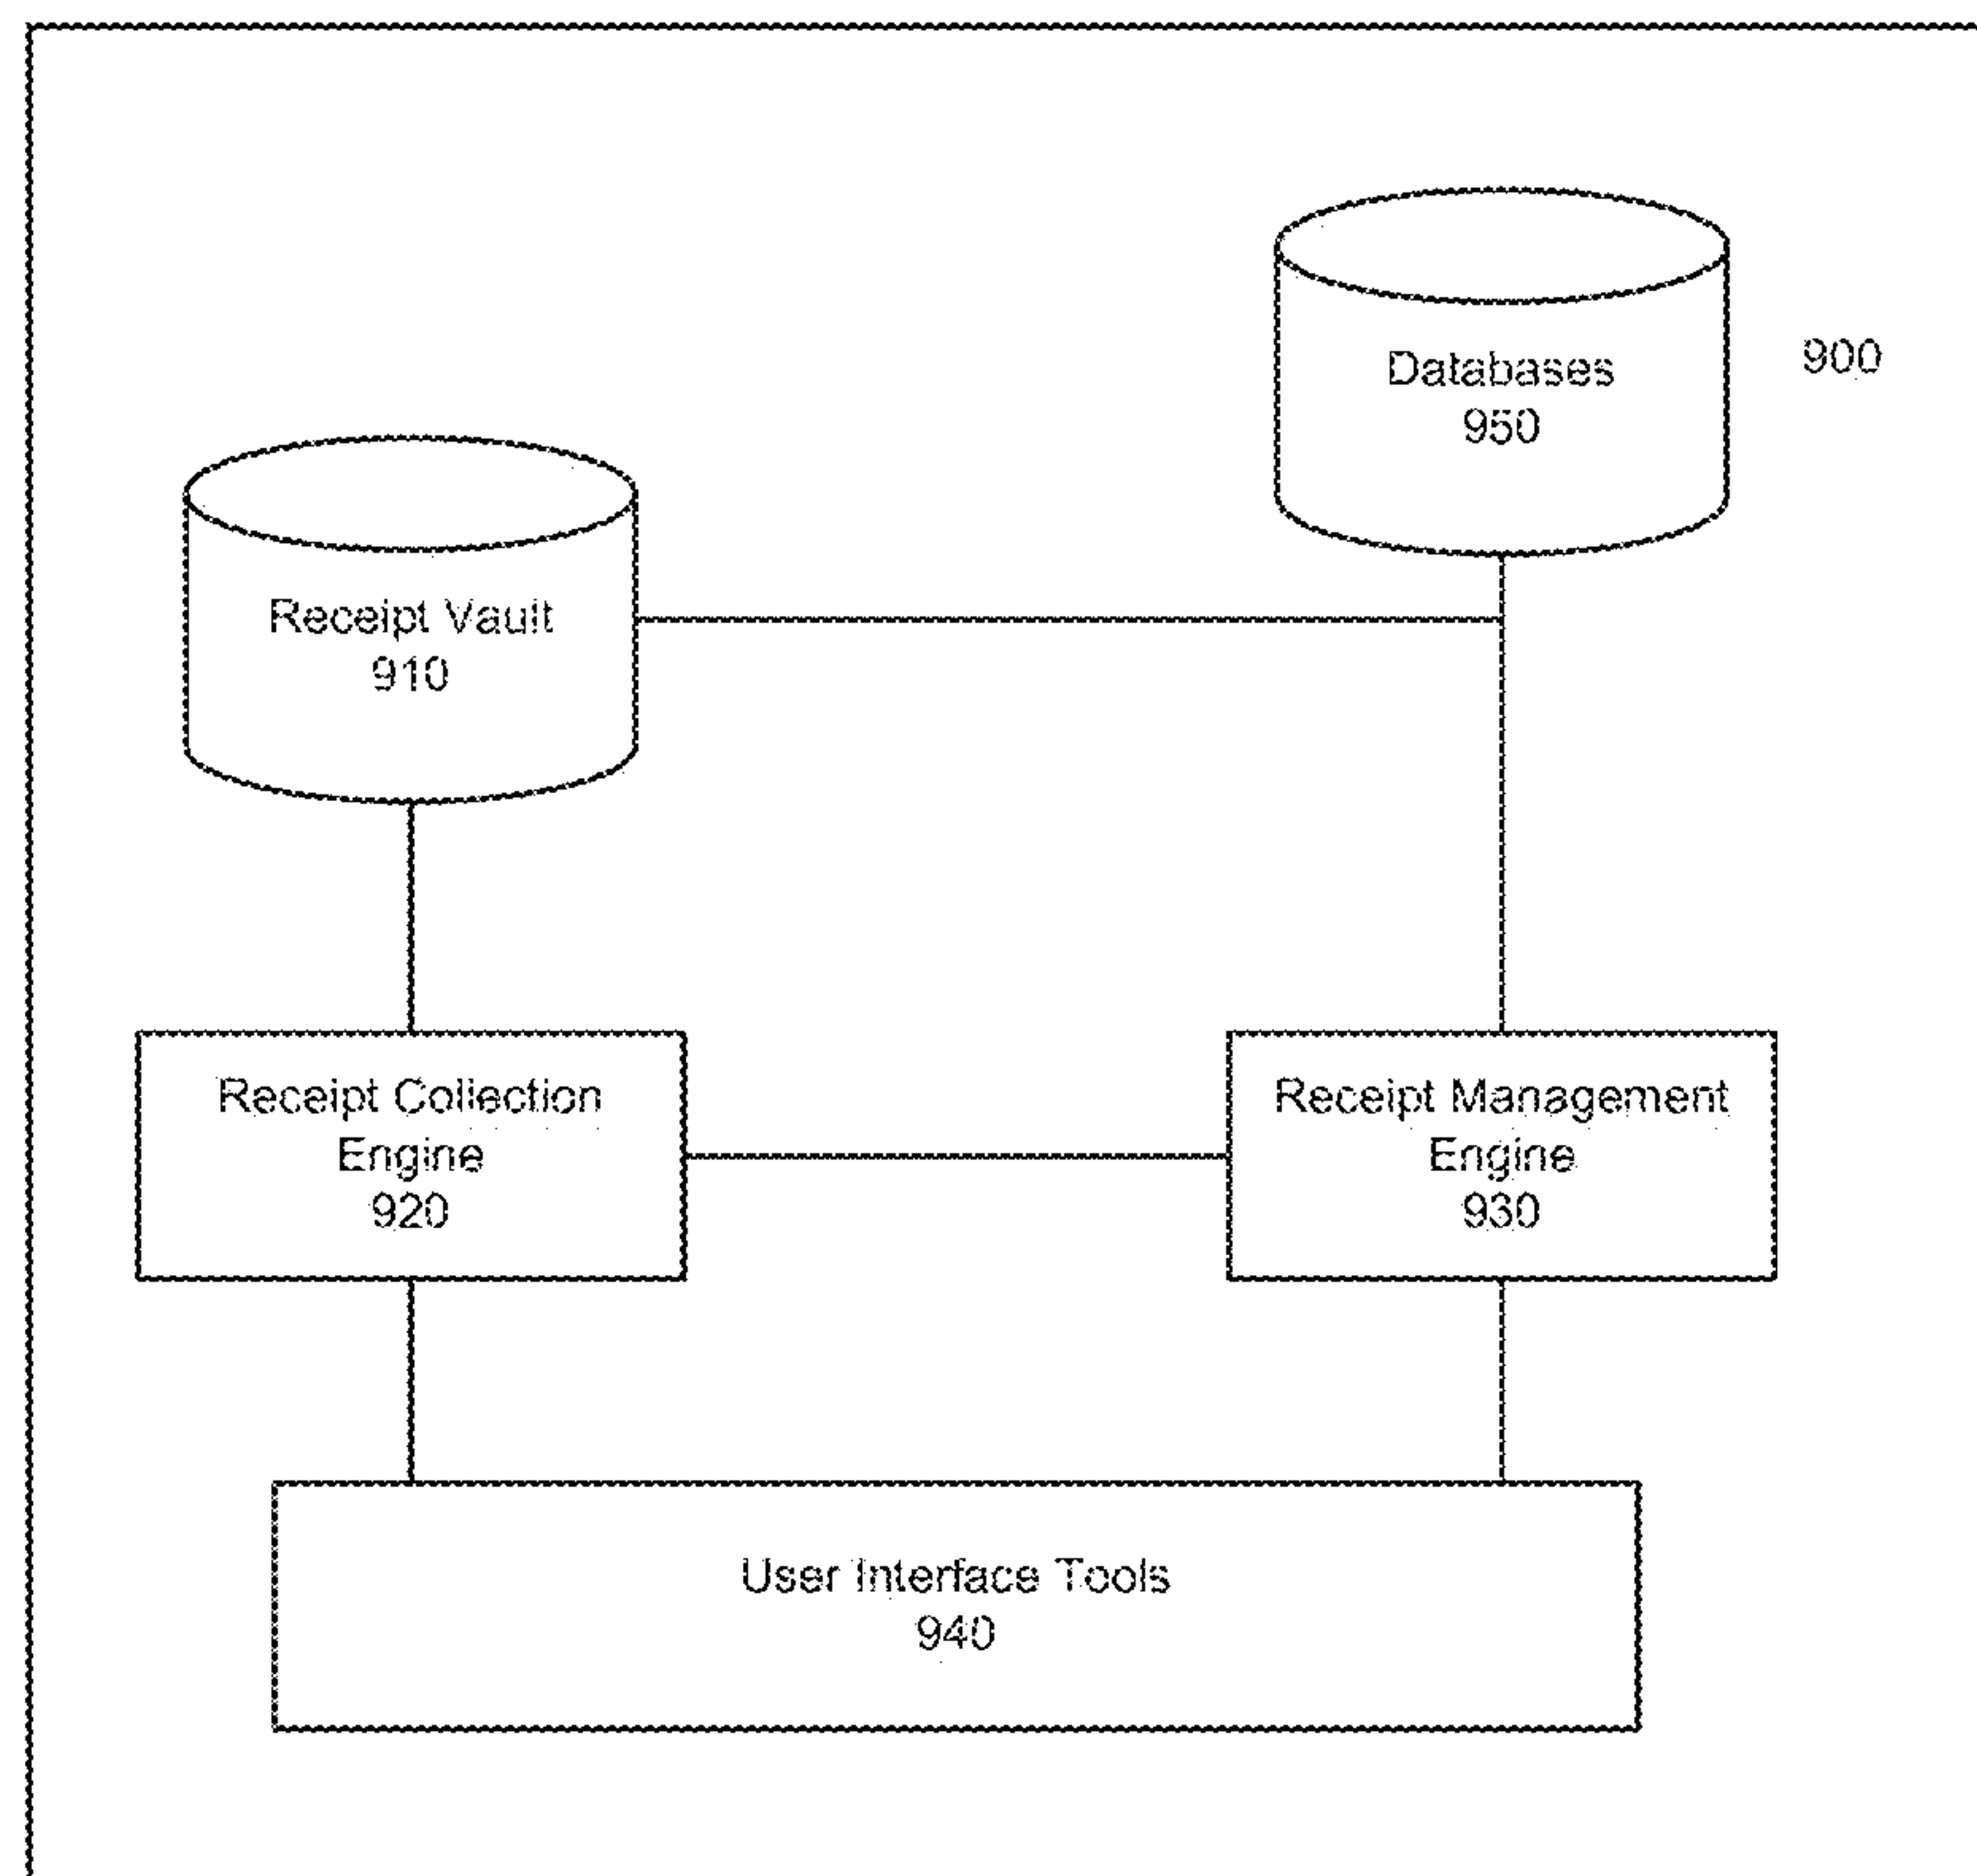 Databases
950
900
Receipt Vault
910
Receipt Collection
Engine
920
Receipt Management
Engine
930
User Interface Tools
940